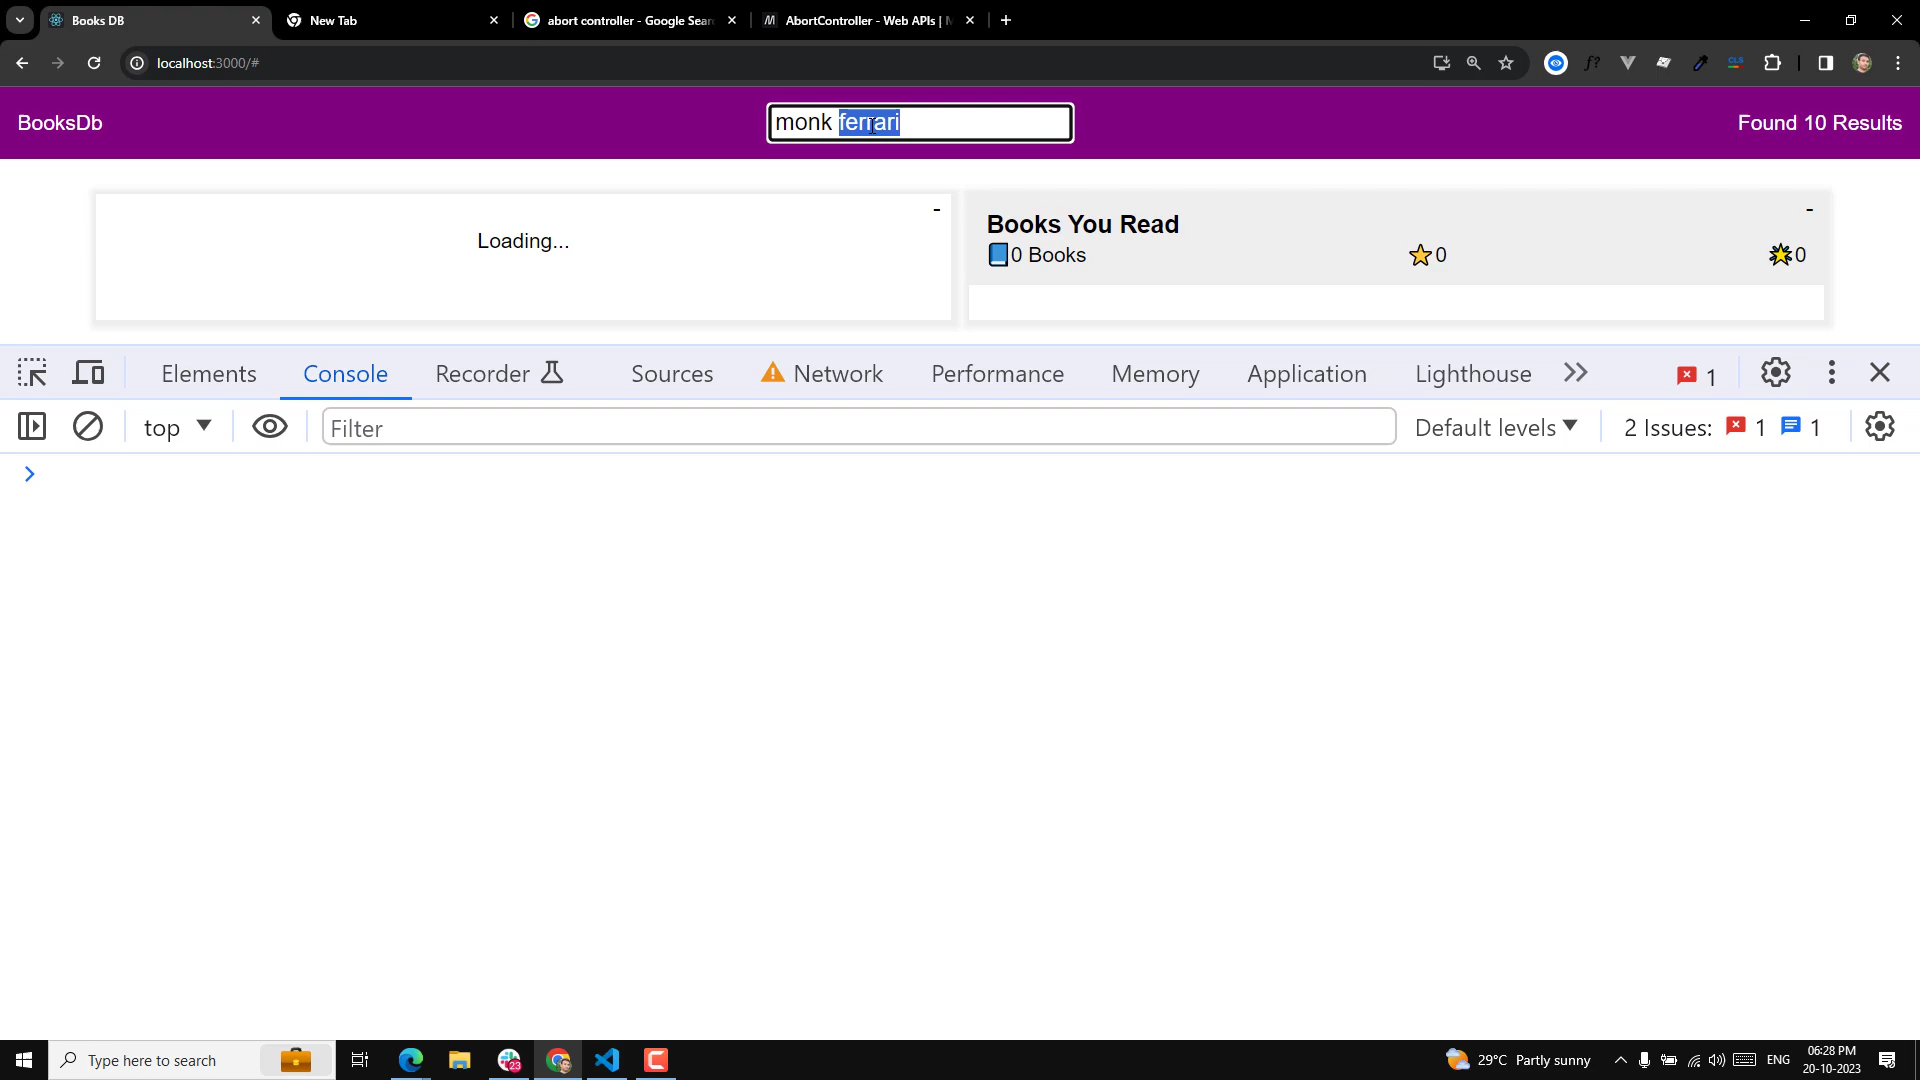 Books DB
New Tab
abort controller - Google Sear
AbortController - Web APIs |
localhost:3000/#
BooksDb
monk ferrari
Found 10 Results
-
Loading...
-
Books You Read
0 Books
0
0
Elements
Console
Recorder
Sources
Network
Performance
Memory
Application
Lighthouse
1
top
Filter
Default levels
2 Issues:
1
1
Type here to search
23
29°C Partly sunny
ENG
06:28 PM
20-10-2023